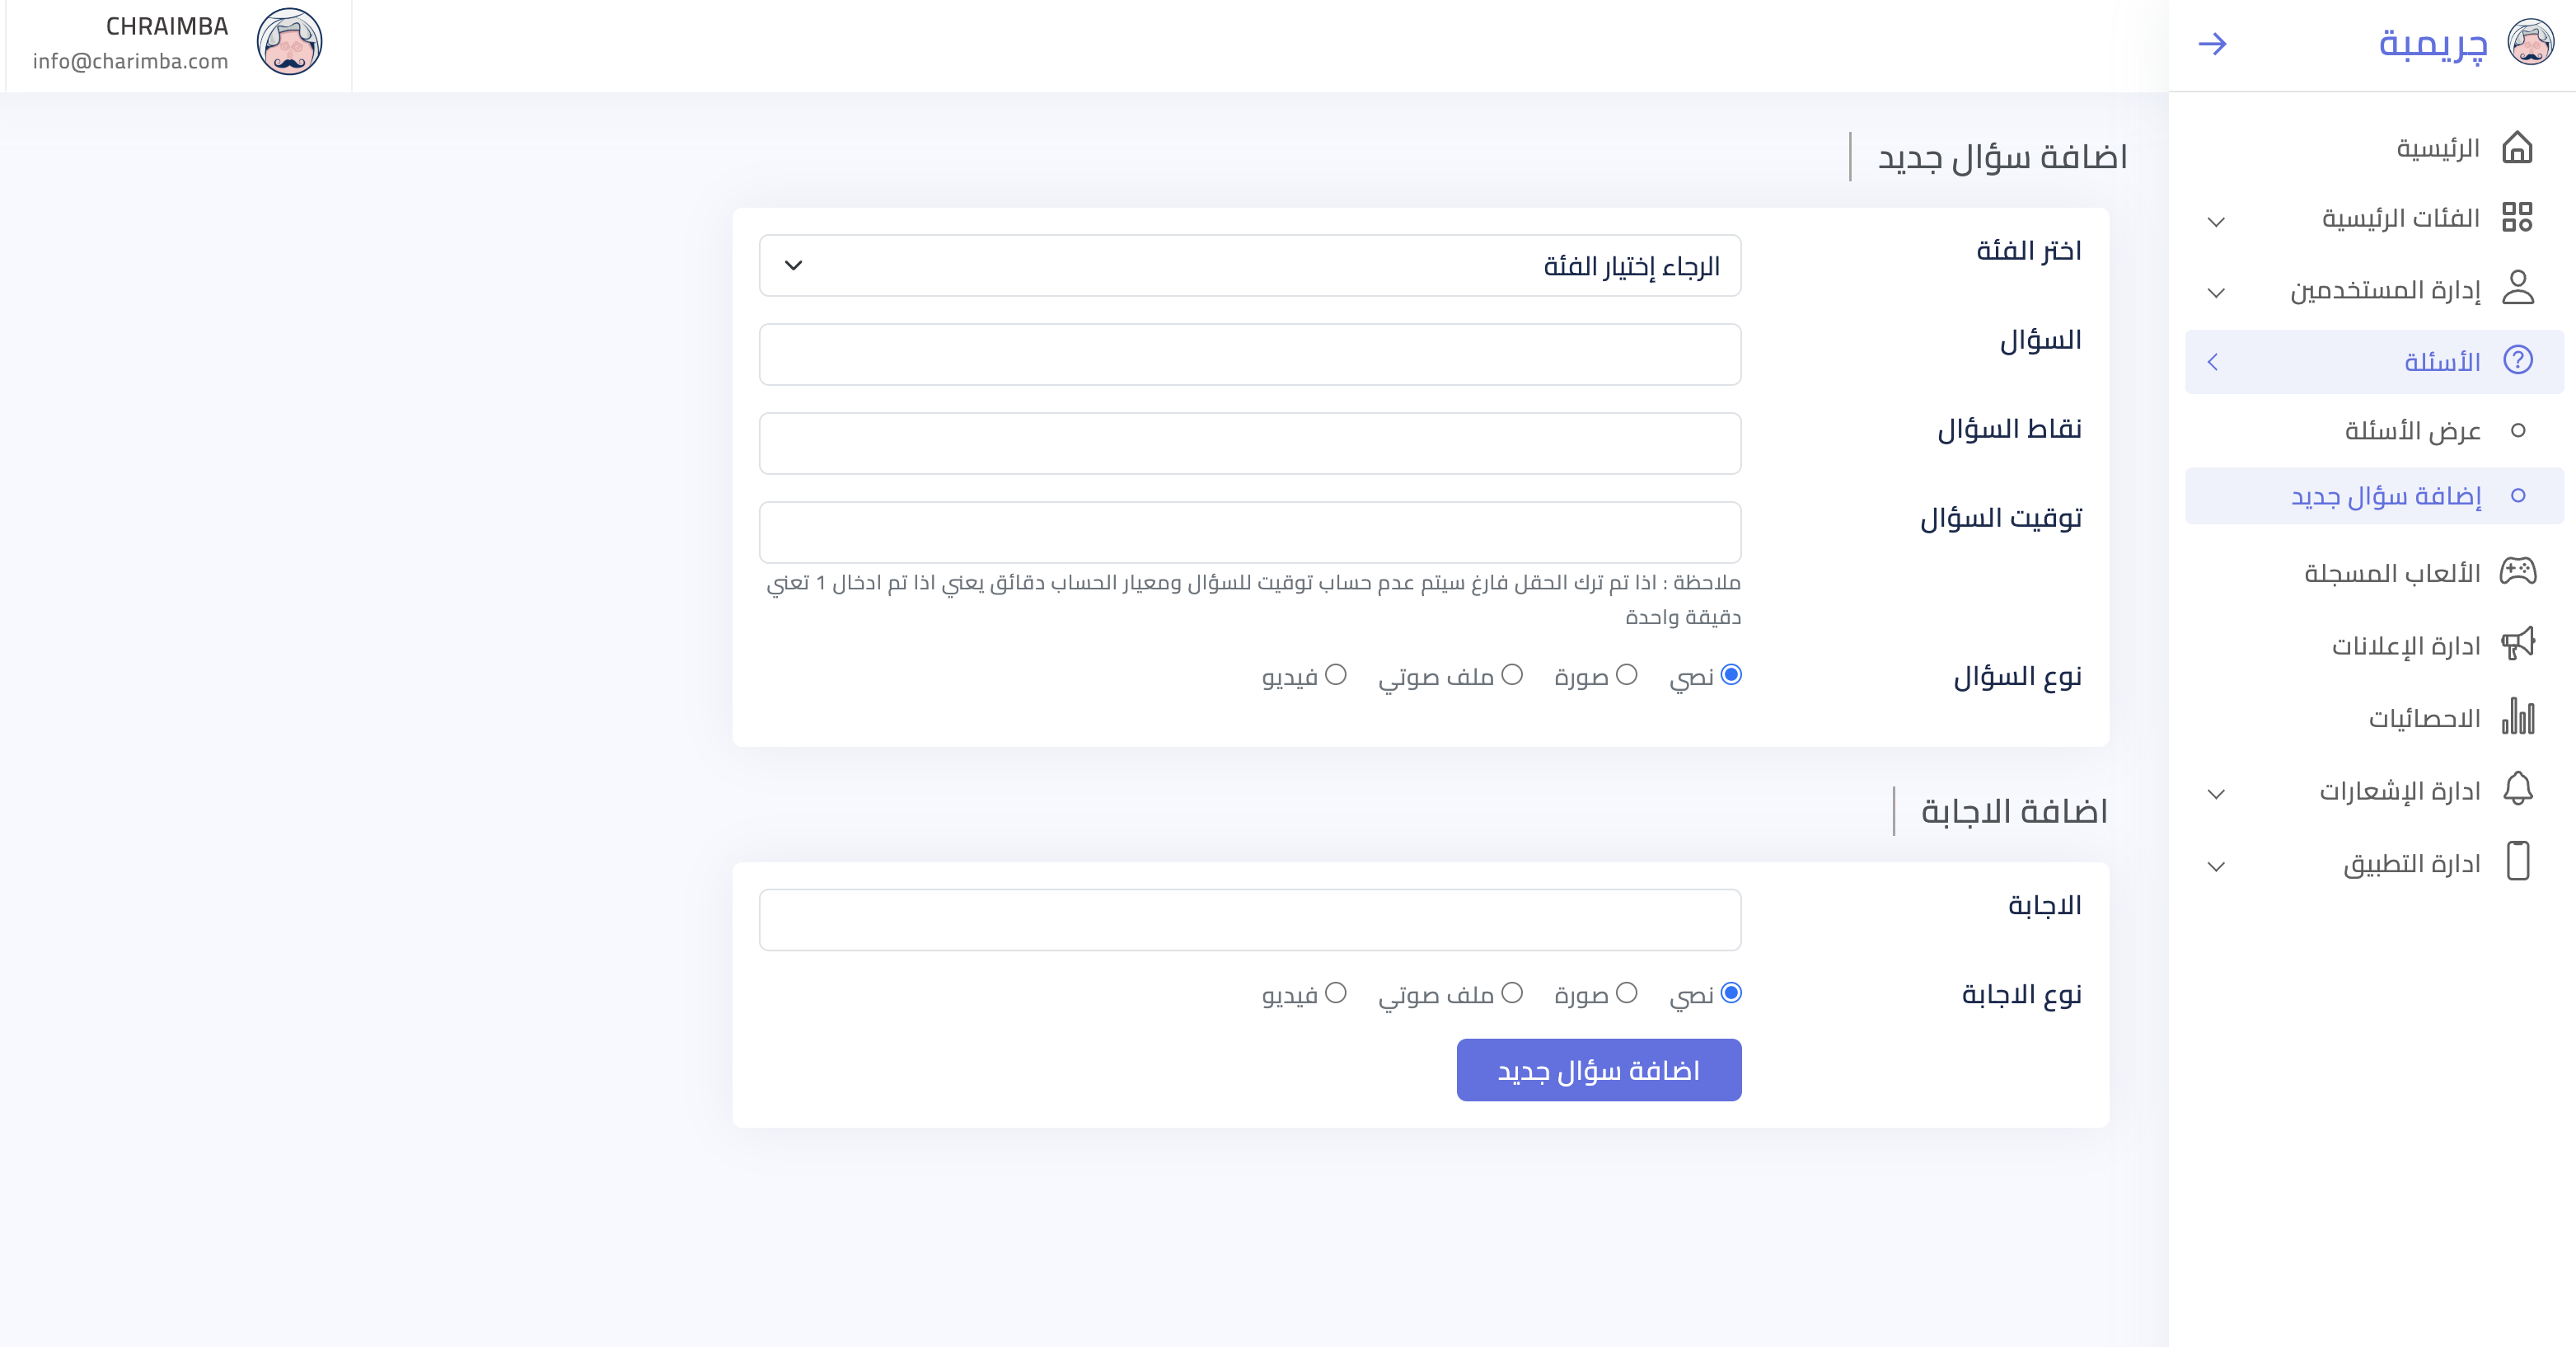 چريمبة
CHRAIMBA
info@charimba.com
الرئيسية
الفئات الرئيسية
إدارة المستخدمين
الأسئلة
عرض الأسئلة
إضافة سؤال جديد
الألعاب المسجلة
ادارة الإعلانات
الاحصائيات
ادارة الإشعارات
ادارة التطبيق
اضافة سؤال جديد
اختر الفئة
الرجاء إختيار الفئة
السؤال
نقاط السؤال
توقيت السؤال
ملاحظة : اذا تم ترك الحقل فارغ سيتم عدم حساب توقيت للسؤال ومعيار الحساب دقائق يعني اذا تم ادخال 1 تعني
دقيقة واحدة
نوع السؤال
نصي صورة ملف صوتي فيديو
اضافة الاجابة
الاجابة
نوع الاجابة
نصي صورة ملف صوتي فيديو
اضافة سؤال جديد